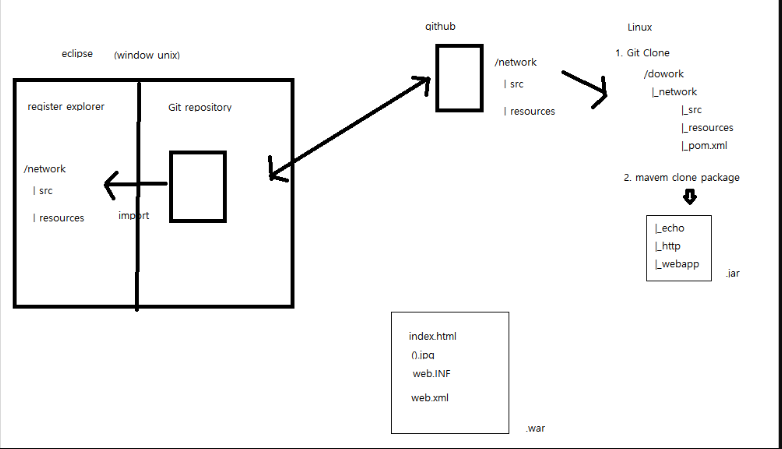 eclipse (window unix)
register explorer
Git repository
/network
| src
| resources
import
github
/network
| src
| resources
Linux
1. Git Clone
/dowork
|_network
|_src
|_resources
|_pom.xml
2. mavem clone package
|_echo
|_http
|_webapp
.jar
index.html
().jpg
web.INF
web.xml
.war